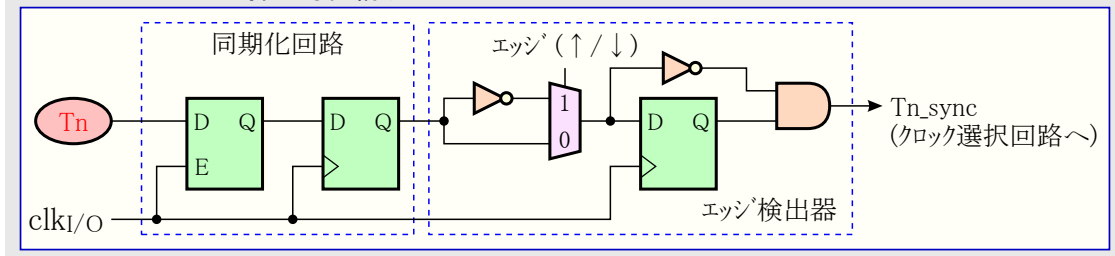 同期化回路
エッジ(↑/↓)
Tn
D Q
E
D Q
1
0
D Q
Tn_sync
(クロック選択回路へ)
clkI/O
エッジ検出器